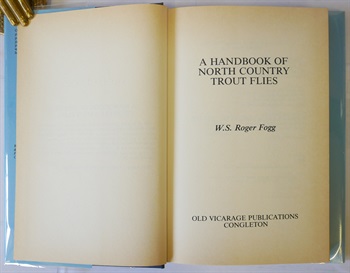 A HANDBOOK OF
NORTH COUNTRY
TROUT FLIES
W.S. Roger Fogg
OLD VICARAGE PUBLICATIONS
CONGLETON